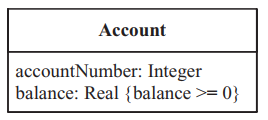 Account
accountNumber: Integer
balance: Real {balance >= 0}